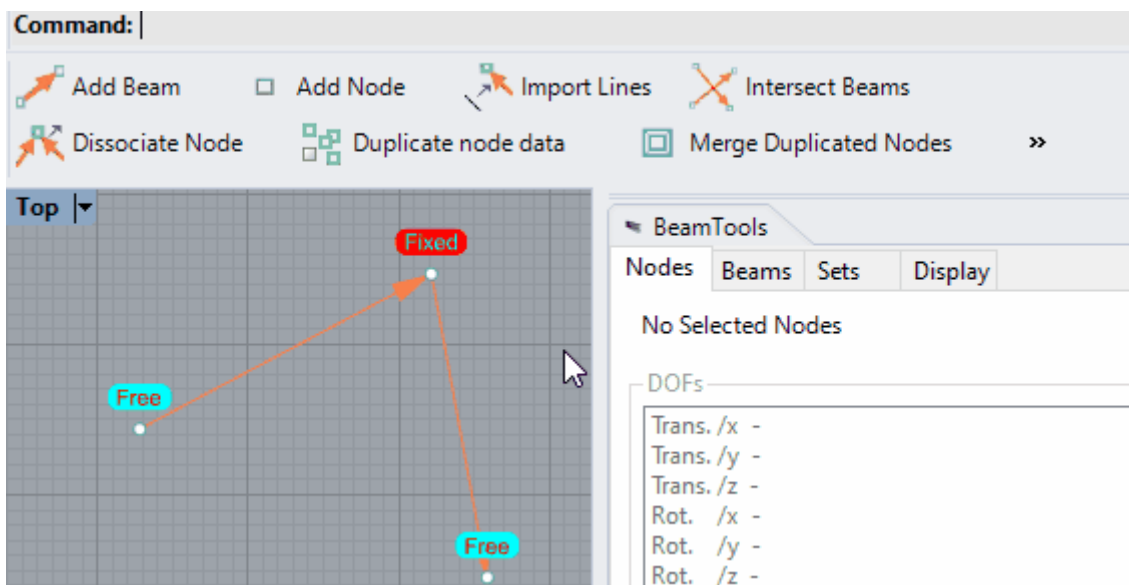 Command:
Add Beam Add Node Import Lines Intersect Beams
Dissociate Node Duplicate node data Merge Duplicated Nodes »
Top
Fixed
Free
Free
BeamTools
Nodes Beams Sets Display
No Selected Nodes
DOFs
Trans. /x -
Trans. /y -
Trans. /z -
Rot. /x -
Rot. /y -
Rot. /z -